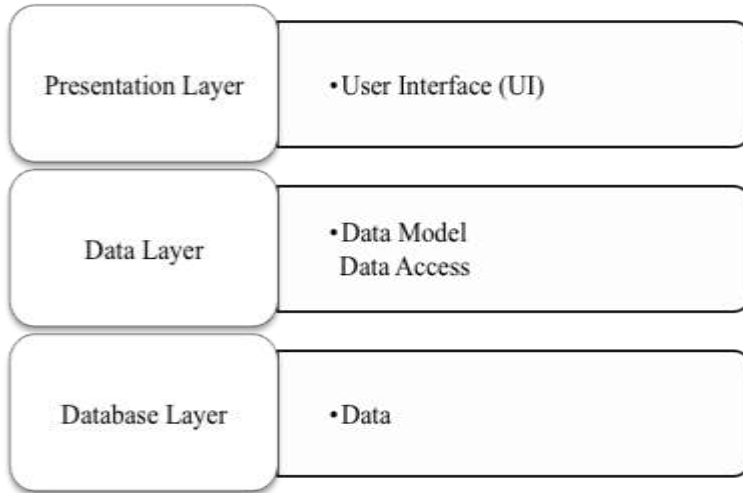 Presentation Layer
•User Interface (UI)
Data Layer
•Data Model
Data Access
Database Layer
•Data